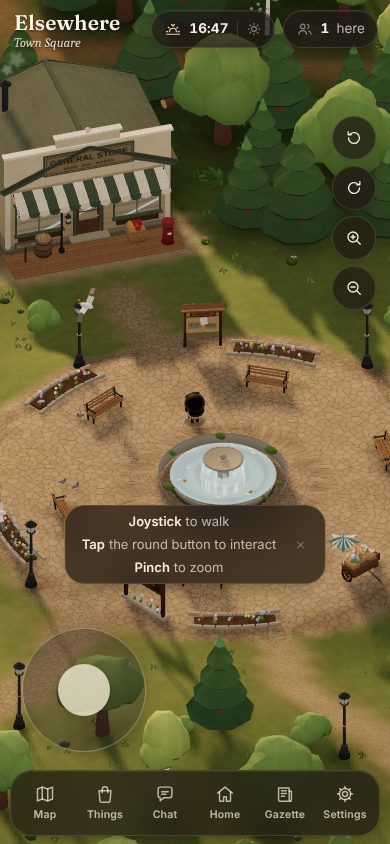 Elsewhere
Town Square
16:47
1 here
GENERAL STORE
Joystick to walk
Tap the round button to interact
Pinch to zoom
Map
Things
Chat
Home
Gazette
Settings